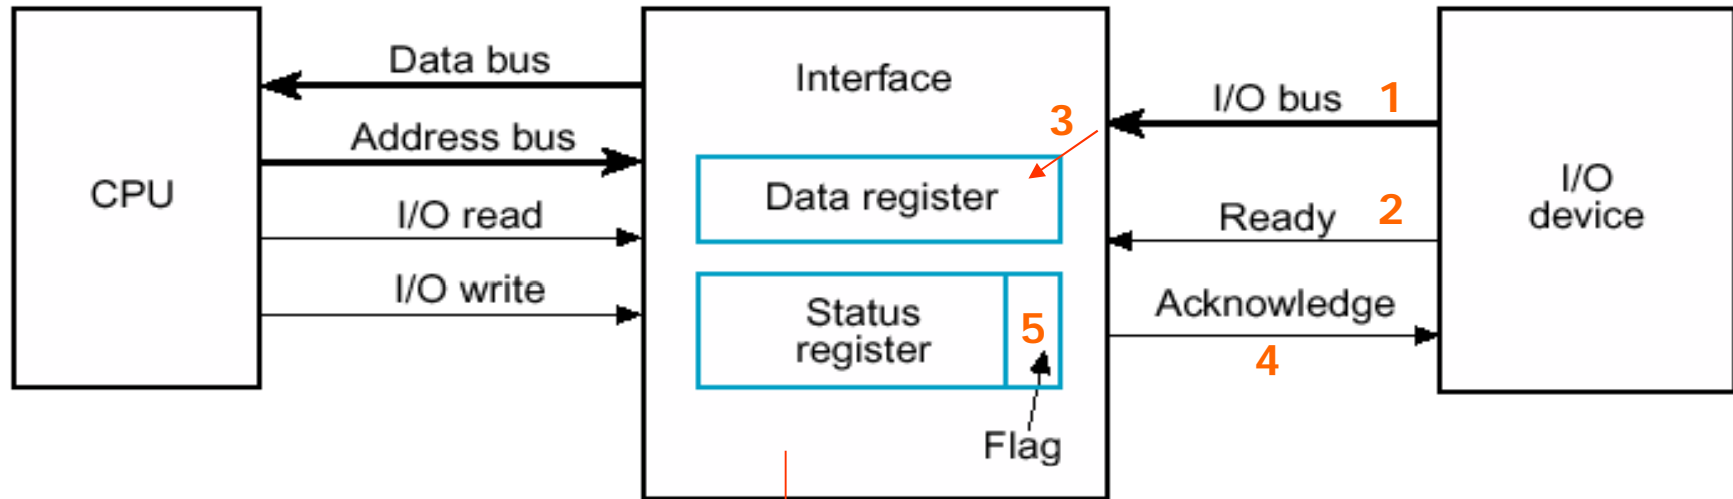 CPU
Data bus
Address bus
I/O read
I/O write
Interface
3
Data register
Status
register
5
Flag
I/O bus 1
Ready 2
Acknowledge
4
I/O
device